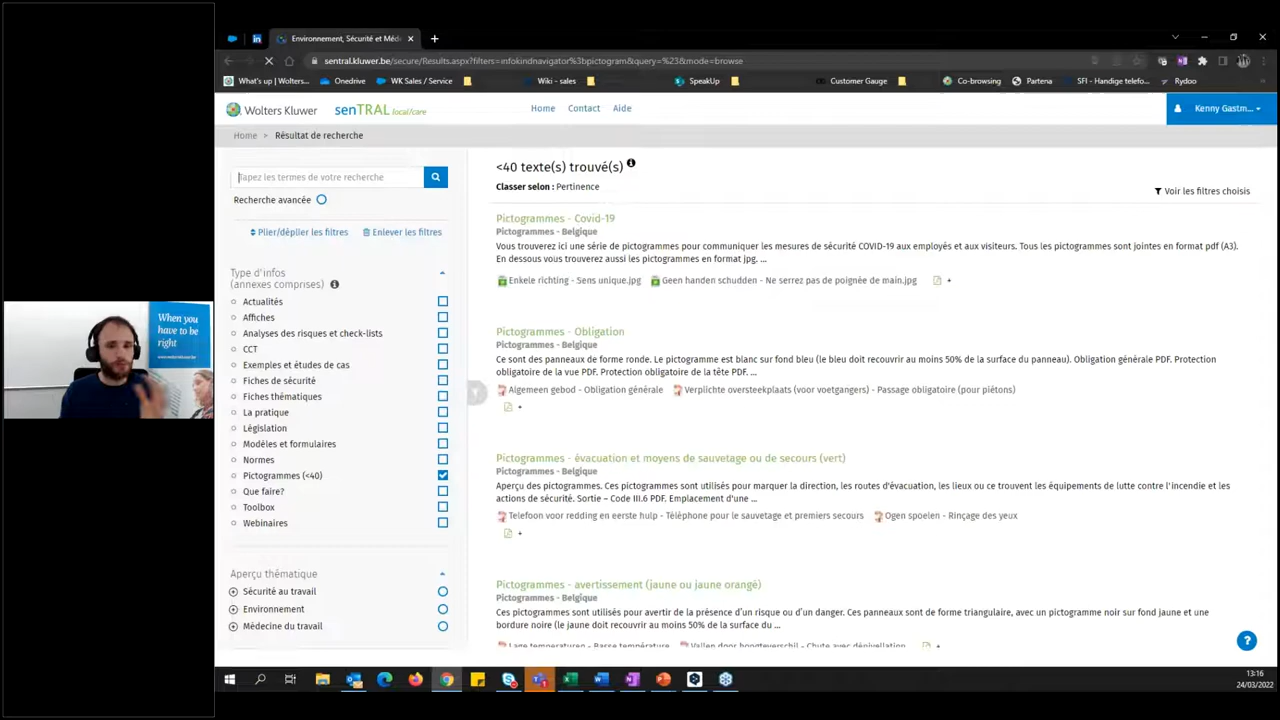 Environnement, Sécurité et Méd
sentral.kluwer.be/secure/Results.aspx?filters=infokindnavigator%3bpictogram&query=%23&mode=browse
What's up | Wolters...
Onedrive
WK Sales / Service
Wiki - sales
SpeakUp
Customer Gauge
Co-browsing
Partena
SFI - Handige telefo...
Rydoo
Wolters Kluwer
senTRAL local/care
Home
Contact
Aide
Kenny Gastm...
Home > Résultat de recherche
Tapez les termes de votre recherche
Recherche avancée
Plier/déplier les filtres
Enlever les filtres
Type d'infos
(annexes comprises)
Actualités
Affiches
Analyses des risques et check-lists
CCT
Exemples et études de cas
Fiches de sécurité
Fiches thématiques
La pratique
Législation
Modèles et formulaires
Normes
Pictogrammes (<40)
Que faire?
Toolbox
Webinaires
Aperçu thématique
Sécurité au travail
Environnement
Médecine du travail
<40 texte(s) trouvé(s)
Classer selon : Pertinence
Voir les filtres choisis
Pictogrammes - Covid-19
Pictogrammes - Belgique
Vous trouverez ici une série de pictogrammes pour communiquer les mesures de sécurité COVID-19 aux employés et aux visiteurs. Tous les pictogrammes sont jointes en format pdf (A3).
En dessous vous trouverez aussi les pictogrammes en format jpg. ...
Enkele richting - Sens unique.jpg
Geen handen schudden - Ne serrez pas de poignée de main.jpg
Pictogrammes - Obligation
Pictogrammes - Belgique
Ce sont des panneaux de forme ronde. Le pictogramme est blanc sur fond bleu (le bleu doit recouvrir au moins 50% de la surface du panneau). Obligation générale PDF. Protection
obligatoire de la vue PDF. Protection obligatoire de la tête PDF. ...
Algemeen gebod - Obligation générale
Verplichte oversteekplaats (voor voetgangers) - Passage obligatoire (pour piétons)
Pictogrammes - évacuation et moyens de sauvetage ou de secours (vert)
Pictogrammes - Belgique
Aperçu des pictogrammes. Ces pictogrammes sont utilisés pour marquer la direction, les routes d'évacuation, les lieux ou ce trouvent les équipements de lutte contre l'incendie et les
actions de sécurité. Sortie – Code III.6 PDF. Emplacement d'une ...
Telefoon voor redding en eerste hulp - Téléphone pour le sauvetage et premiers secours
Ogen spoelen - Rinçage des yeux
Pictogrammes - avertissement (jaune ou jaune orangé)
Pictogrammes - Belgique
Ces pictogrammes sont utilisés pour avertir de la présence d'un risque ou d'un danger. Ces panneaux sont de forme triangulaire, avec un pictogramme noir sur fond jaune et une
bordure noire (le jaune doit recouvrir au moins 50% de la surface du ...
Lage temperaturen - Basse température
Vallen door hoogteverschil - Chute avec dénivellation
When you
have to be
right
13:16
24/03/2022